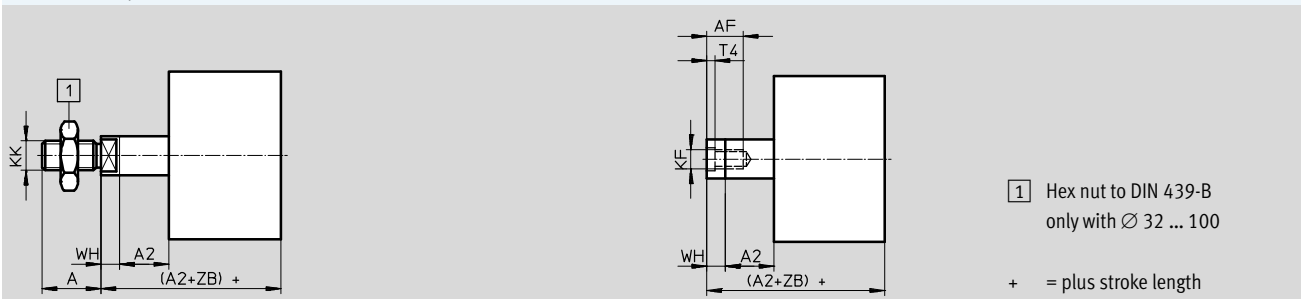 1
KK
WH
A2
A
(A2+ZB) +
AF
T4
KF
WH
A2
(A2+ZB) +
1 Hex nut to DIN 439-B
only with ∅ 32 ... 100
+ = plus stroke length